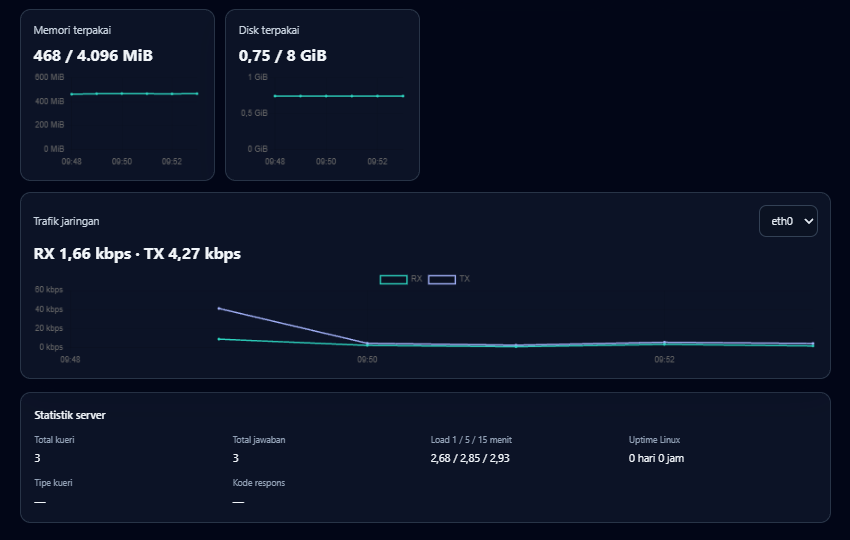 Memori terpakai
468 / 4.096 MiB
600 MiB
400 MiB
200 MiB
0 MiB
09:48 09:50 09:52
Disk terpakai
0,75 / 8 GiB
1 GiB
0,5 GiB
0 GiB
09:48 09:50 09:52
Trafik jaringan
eth0
RX 1,66 kbps · TX 4,27 kbps
RX TX
60 kbps
40 kbps
20 kbps
0 kbps
09:48 09:50 09:52
Statistik server
Total kueri Total jawaban Load 1 / 5 / 15 menit Uptime Linux
3 3 2,68 / 2,85 / 2,93 0 hari 0 jam
Tipe kueri Kode respons
— —